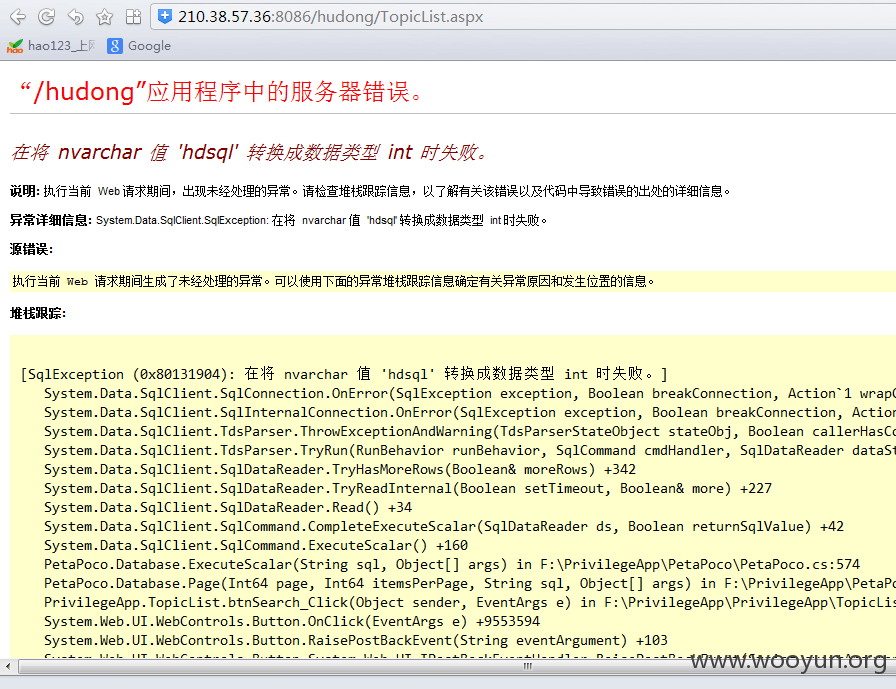 210.38.57.36:8086/hudong/TopicList.aspx
hao123_上网 Google
“/hudong”应用程序中的服务器错误。
在将 nvarchar 值 'hdsql' 转换成数据类型 int 时失败。
说明: 执行当前 Web 请求期间，出现未经处理的异常。请检查堆栈跟踪信息，以了解有关该错误以及代码中导致错误的出处的详细信息。
异常详细信息: System.Data.SqlClient.SqlException: 在将 nvarchar 值 'hdsql' 转换成数据类型 int 时失败。
源错误:
执行当前 Web 请求期间生成了未经处理的异常。可以使用下面的异常堆栈跟踪信息确定有关异常原因和发生位置的信息。
堆栈跟踪:
[SqlException (0x80131904): 在将 nvarchar 值 'hdsql' 转换成数据类型 int 时失败。]
System.Data.SqlClient.SqlConnection.OnError(SqlException exception, Boolean breakConnection, Action`1 wrapC
System.Data.SqlClient.SqlInternalConnection.OnError(SqlException exception, Boolean breakConnection, Action
System.Data.SqlClient.TdsParser.ThrowExceptionAndWarning(TdsParserStateObject stateObj, Boolean callerHasCo
System.Data.SqlClient.TdsParser.TryRun(RunBehavior runBehavior, SqlCommand cmdHandler, SqlDataReader dataSt
System.Data.SqlClient.SqlDataReader.TryHasMoreRows(Boolean& moreRows) +342
System.Data.SqlClient.SqlDataReader.TryReadInternal(Boolean setTimeout, Boolean& more) +227
System.Data.SqlClient.SqlDataReader.Read() +34
System.Data.SqlClient.SqlCommand.CompleteExecuteScalar(SqlDataReader ds, Boolean returnSqlValue) +42
System.Data.SqlClient.SqlCommand.ExecuteScalar() +160
PetaPoco.Database.ExecuteScalar(String sql, Object[] args) in F:\PrivilegeApp\PetaPoco\PetaPoco.cs:574
PetaPoco.Database.Page(Int64 page, Int64 itemsPerPage, String sql, Object[] args) in F:\PrivilegeApp\PetaPo
PrivilegeApp.TopicList.btnSearch_Click(Object sender, EventArgs e) in F:\PrivilegeApp\PrivilegeApp\TopicLis
System.Web.UI.WebControls.Button.OnClick(EventArgs e) +9553594
System.Web.UI.WebControls.Button.RaisePostBackEvent(String eventArgument) +103
www.wooyun.org